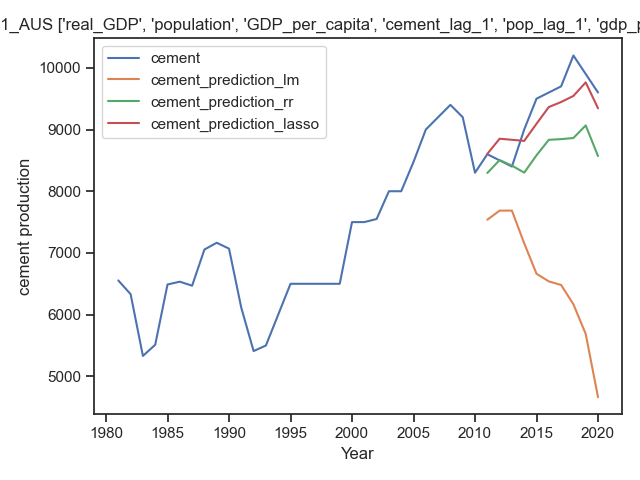 1_AUS ['real_GDP', 'population', 'GDP_per_capita', 'cement_lag_1', 'pop_lag_1', 'gdp_p
cement
cement_prediction_lm
cement_prediction_rr
cement_prediction_lasso
10000
9000
8000
7000
6000
5000
cement production
1980 1985 1990 1995 2000 2005 2010 2015 2020
Year